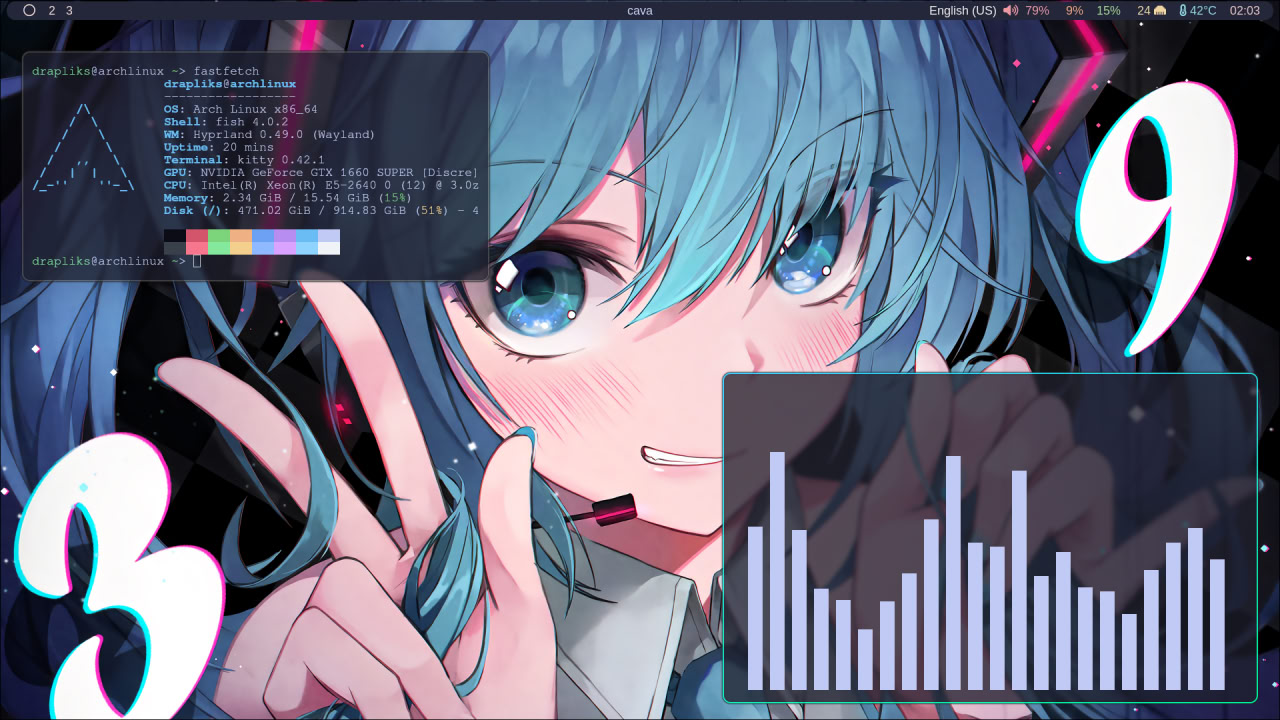 2 3 cava English (US) 79% 9% 15% 24 42°C 02:03
drapliks@archlinux ~> fastfetch
drapliks@archlinux
------------------
OS: Arch Linux x86_64
Shell: fish 4.0.2
WM: Hyprland 0.49.0 (Wayland)
Uptime: 20 mins
Terminal: kitty 0.42.1
GPU: NVIDIA GeForce GTX 1660 SUPER [Discre]
CPU: Intel(R) Xeon(R) E5-2640 0 (12) @ 3.0z
Memory: 2.34 GiB / 15.54 GiB (15%)
Disk (/): 471.02 GiB / 914.83 GiB (51%) - 4
drapliks@archlinux ~>
3
9